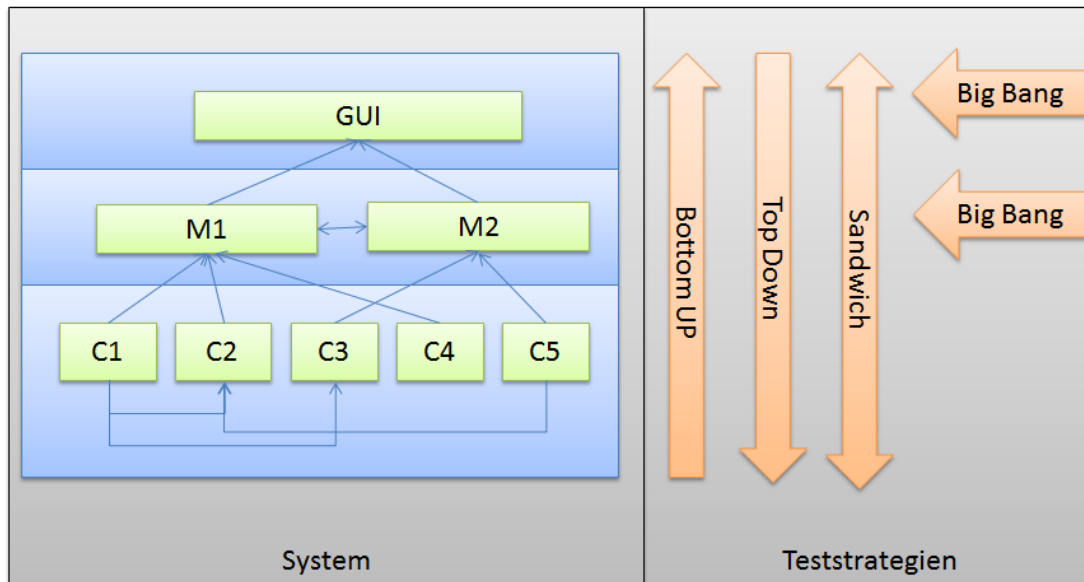 GUI
M1
M2
C1
C2
C3
C4
C5
System
Bottom UP
Top Down
Sandwich
Big Bang
Big Bang
Teststrategien